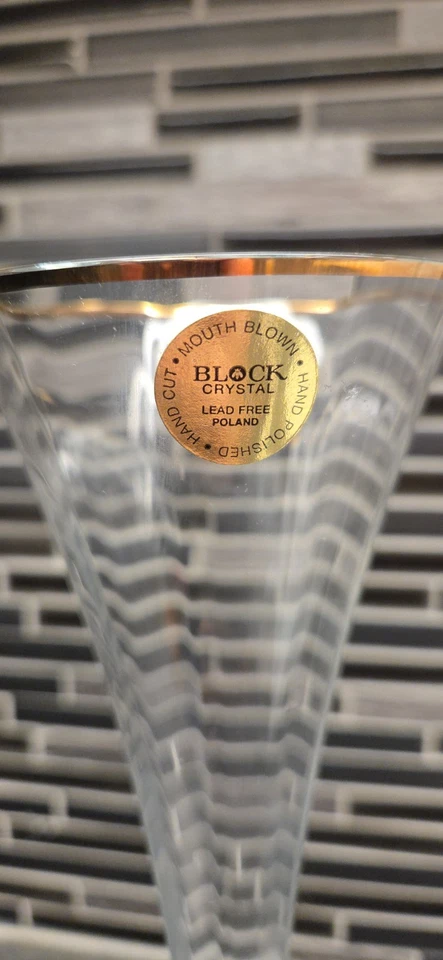 • MOUTH BLOWN • HAND POLISHED • HAND CUT
BLOCK
CRYSTAL
LEAD FREE
POLAND